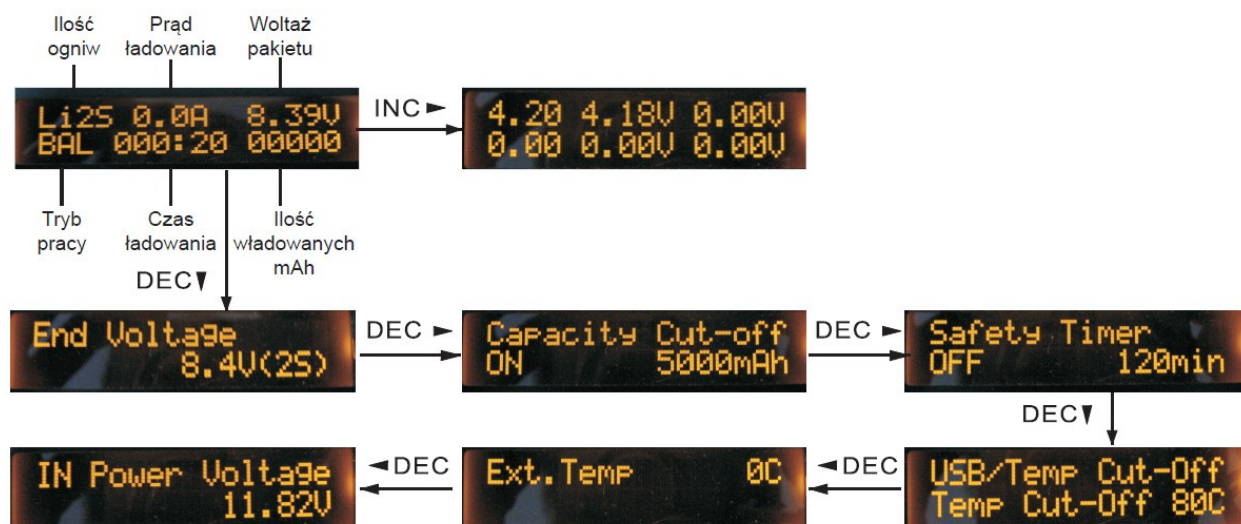 Ilość
ogniw
Prąd
ładowania
Woltaż
pakietu
Li2S 0.0A 8.39V
BAL 000:20 00000
INC ►
4.20 4.18V 0.00V
0.00 0.00V 0.00V
Tryb
pracy
Czas
ładowania
Ilość
władowanych
mAh
DEC ▼
End Voltage
8.4V(2S)
DEC ►
Capacity Cut-off
ON 5000mAh
DEC ►
Safety Timer
OFF 120min
DEC ▼
USB/Temp Cut-Off
Temp Cut-Off 80C
◄ DEC
Ext.Temp 0C
◄ DEC
IN Power Voltage
11.82V